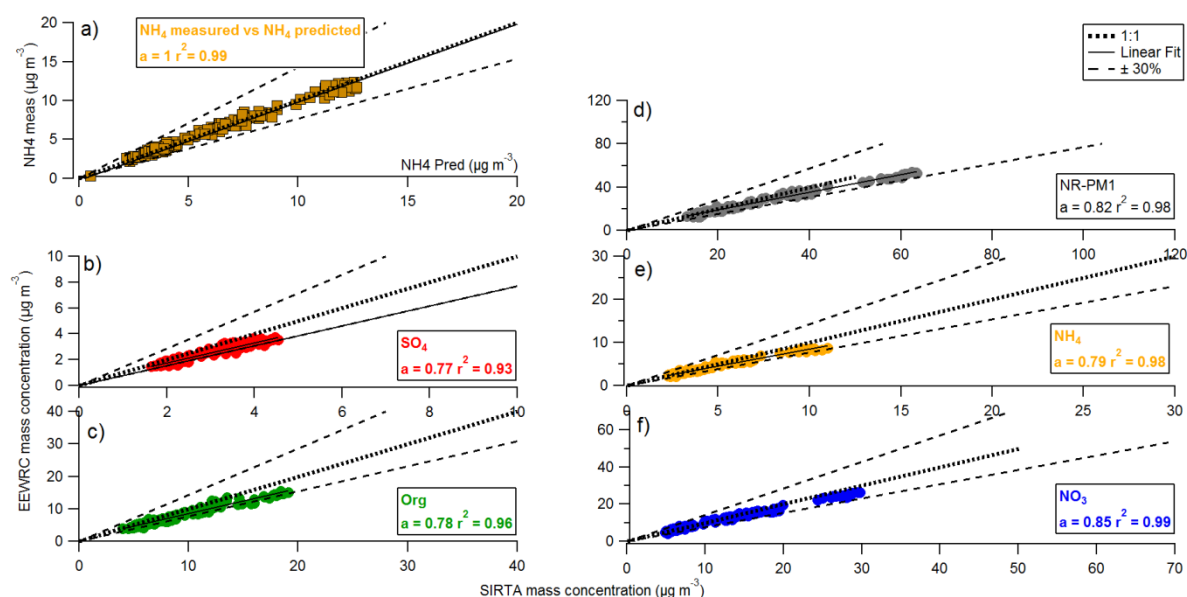 a)
NH4 meas (µg m-3)
20
15
10
5
0
NH4 measured vs NH4 predicted
a = 1 r2 = 0.99
NH4 Pred (µg m-3)
0
5
10
15
20
1:1
Linear Fit
± 30%
EEWRC mass concentration (µg m-3)
b)
10
8
6
4
2
0
SO4
a = 0.77 r2 = 0.93
0
2
4
6
8
10
c)
40
30
20
10
0
Org
a = 0.78 r2 = 0.96
0
10
20
30
40
d)
120
80
40
0
NR-PM1
a = 0.82 r2 = 0.98
0
20
40
60
80
100
120
e)
30
20
10
0
NH4
a = 0.79 r2 = 0.98
0
5
10
15
20
25
30
f)
60
40
20
0
NO3
a = 0.85 r2 = 0.99
0
10
20
30
40
50
60
70
SIRTA mass concentration (µg m-3)